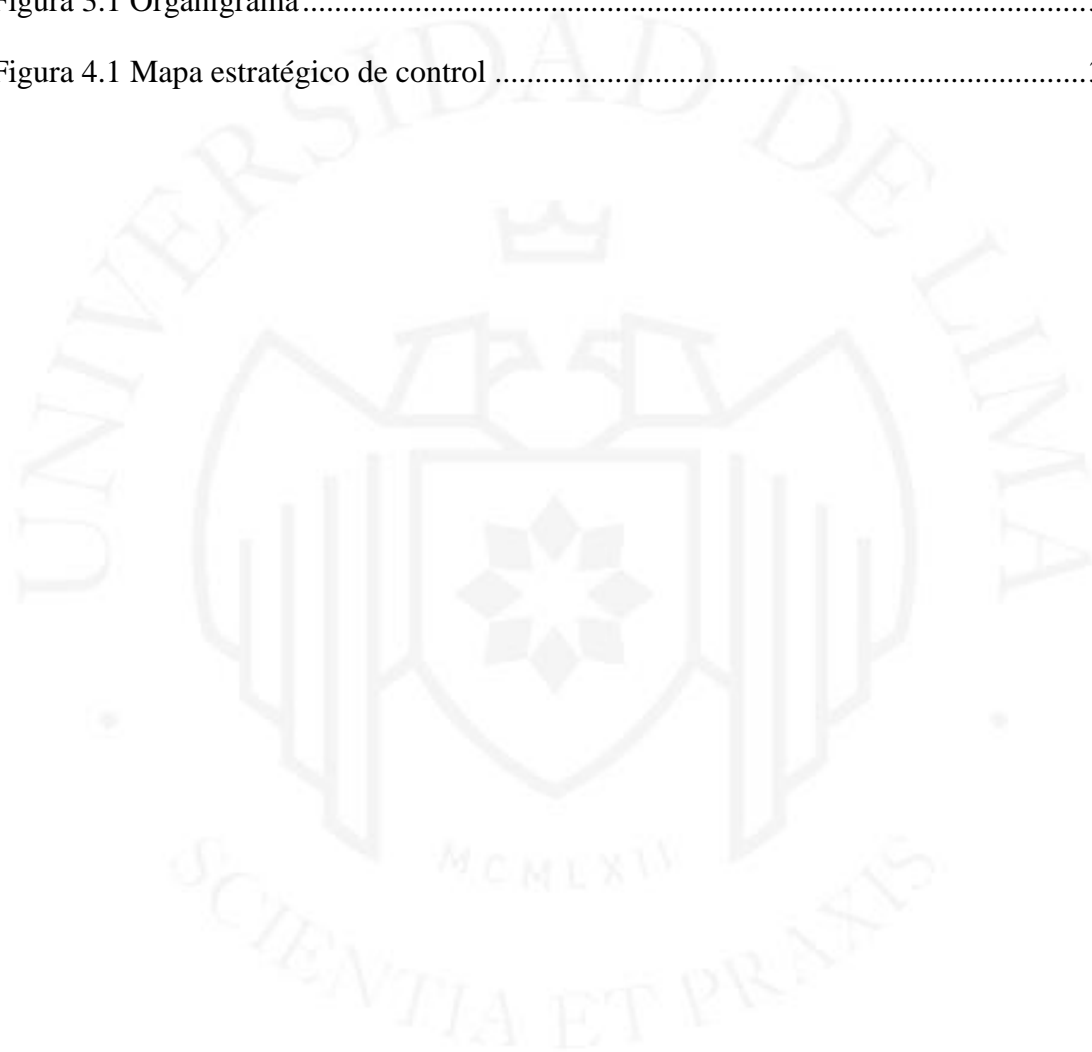 Figura 3.1 Organigrama..........................................................................................................
Figura 4.1 Mapa estratégico de control ...........................................................................
UNIVERSIDAD DE LIMA
MCMLXII
SCIENTIA ET PRAXIS